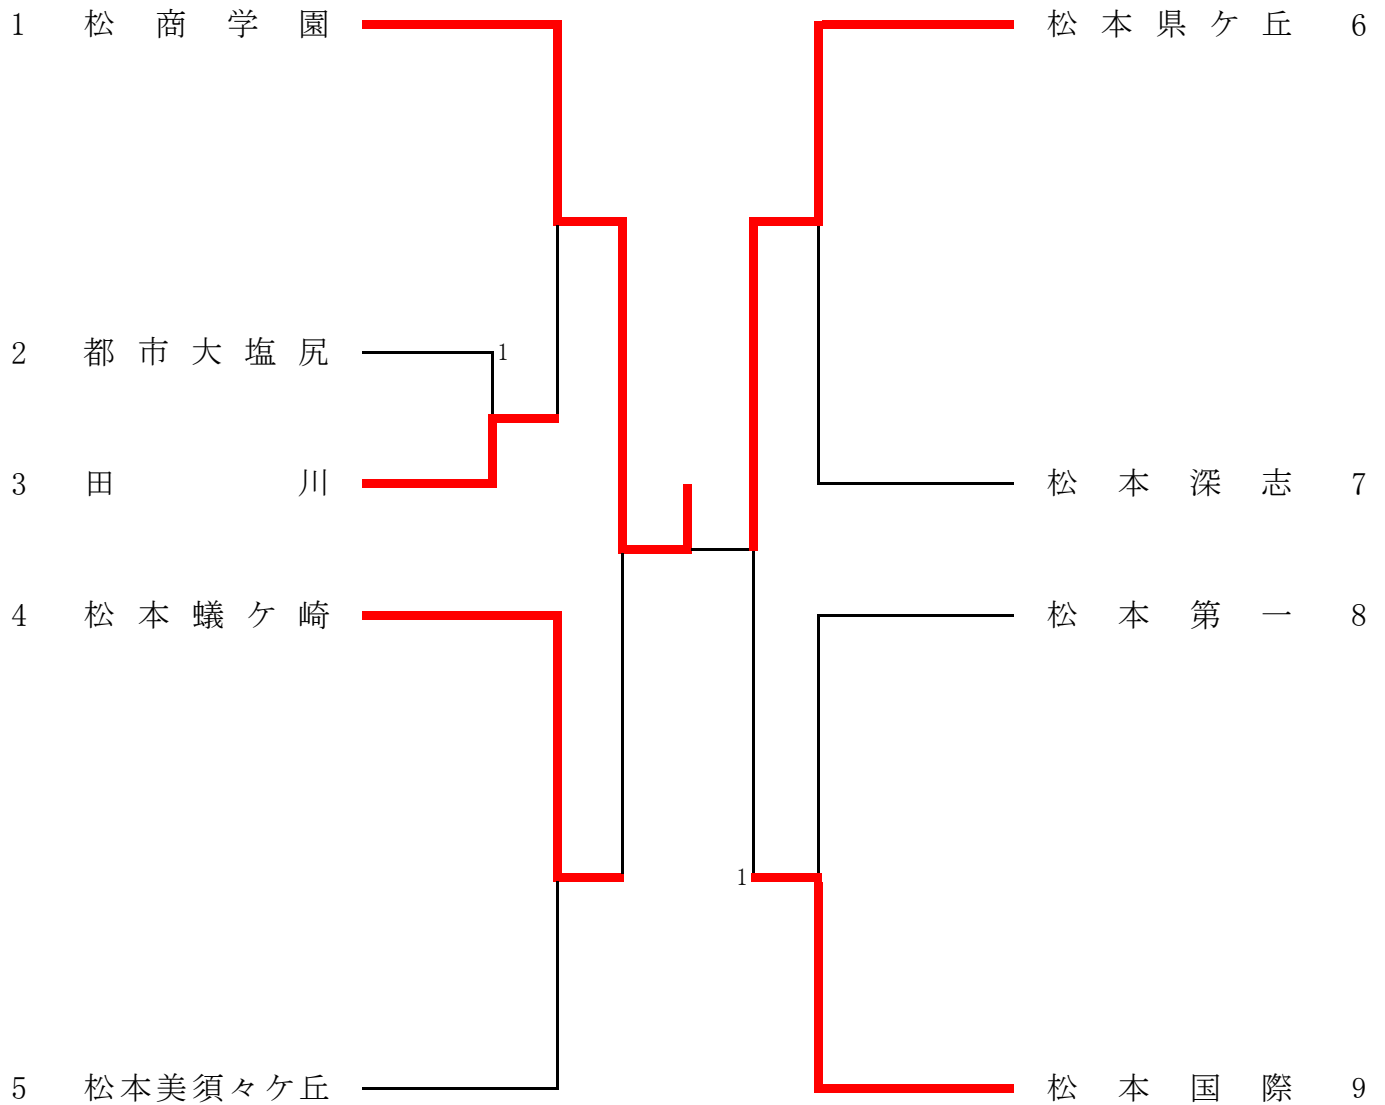 1 松商学園
松本県ケ丘 6
2 都市大塩尻
1
3 田川
松本深志 7
4 松本蟻ケ崎
松本第一 8
1
5 松本美須々ケ丘
松本国際 9